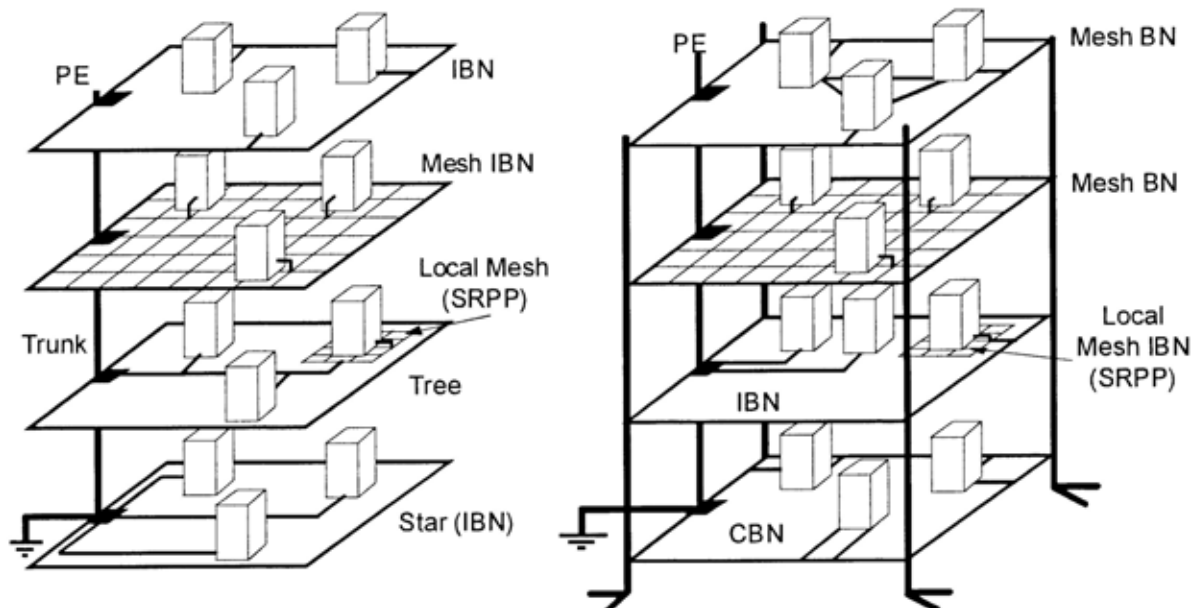 PE
IBN
Mesh IBN
Local Mesh
(SRPP)
Trunk
Tree
Star (IBN)
PE
Mesh BN
Mesh BN
Local
Mesh IBN
(SRPP)
IBN
CBN